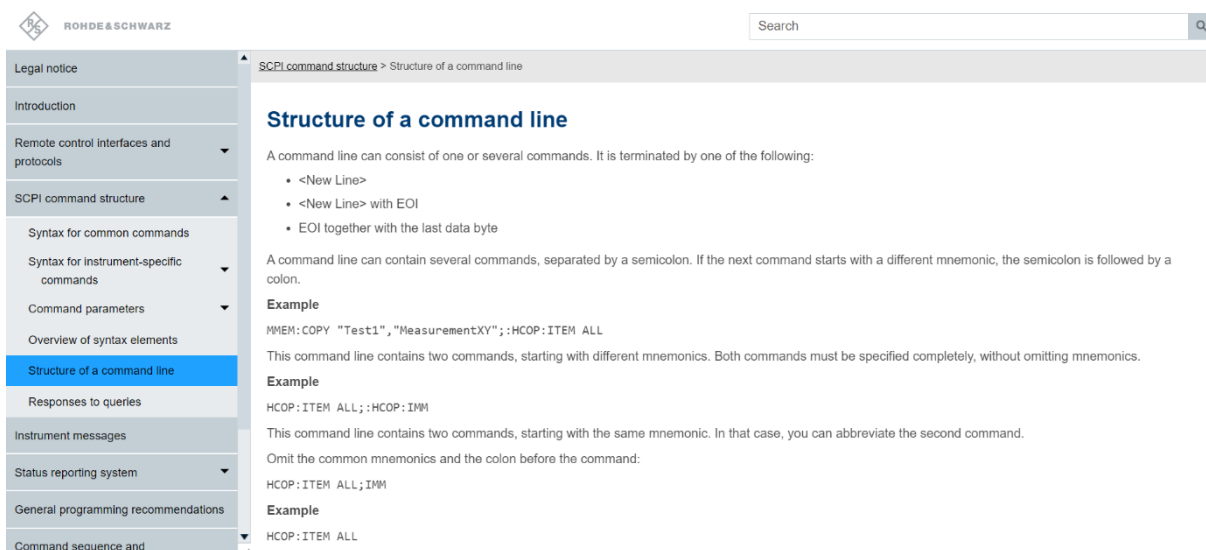 ROHDE&SCHWARZ
Search
Legal notice
Introduction
Remote control interfaces and
protocols
SCPI command structure
Syntax for common commands
Syntax for instrument-specific
commands
Command parameters
Overview of syntax elements
Structure of a command line
Responses to queries
Instrument messages
Status reporting system
General programming recommendations
Command sequence and
SCPI command structure > Structure of a command line
Structure of a command line
A command line can consist of one or several commands. It is terminated by one of the following:
• <New Line>
• <New Line> with EOI
• EOI together with the last data byte
A command line can contain several commands, separated by a semicolon. If the next command starts with a different mnemonic, the semicolon is followed by a
colon.
Example
MMEM:COPY "Test1","MeasurementXY";:HCOP:ITEM ALL
This command line contains two commands, starting with different mnemonics. Both commands must be specified completely, without omitting mnemonics.
Example
HCOP:ITEM ALL;:HCOP:IMM
This command line contains two commands, starting with the same mnemonic. In that case, you can abbreviate the second command.
Omit the common mnemonics and the colon before the command:
HCOP:ITEM ALL;IMM
Example
HCOP:ITEM ALL